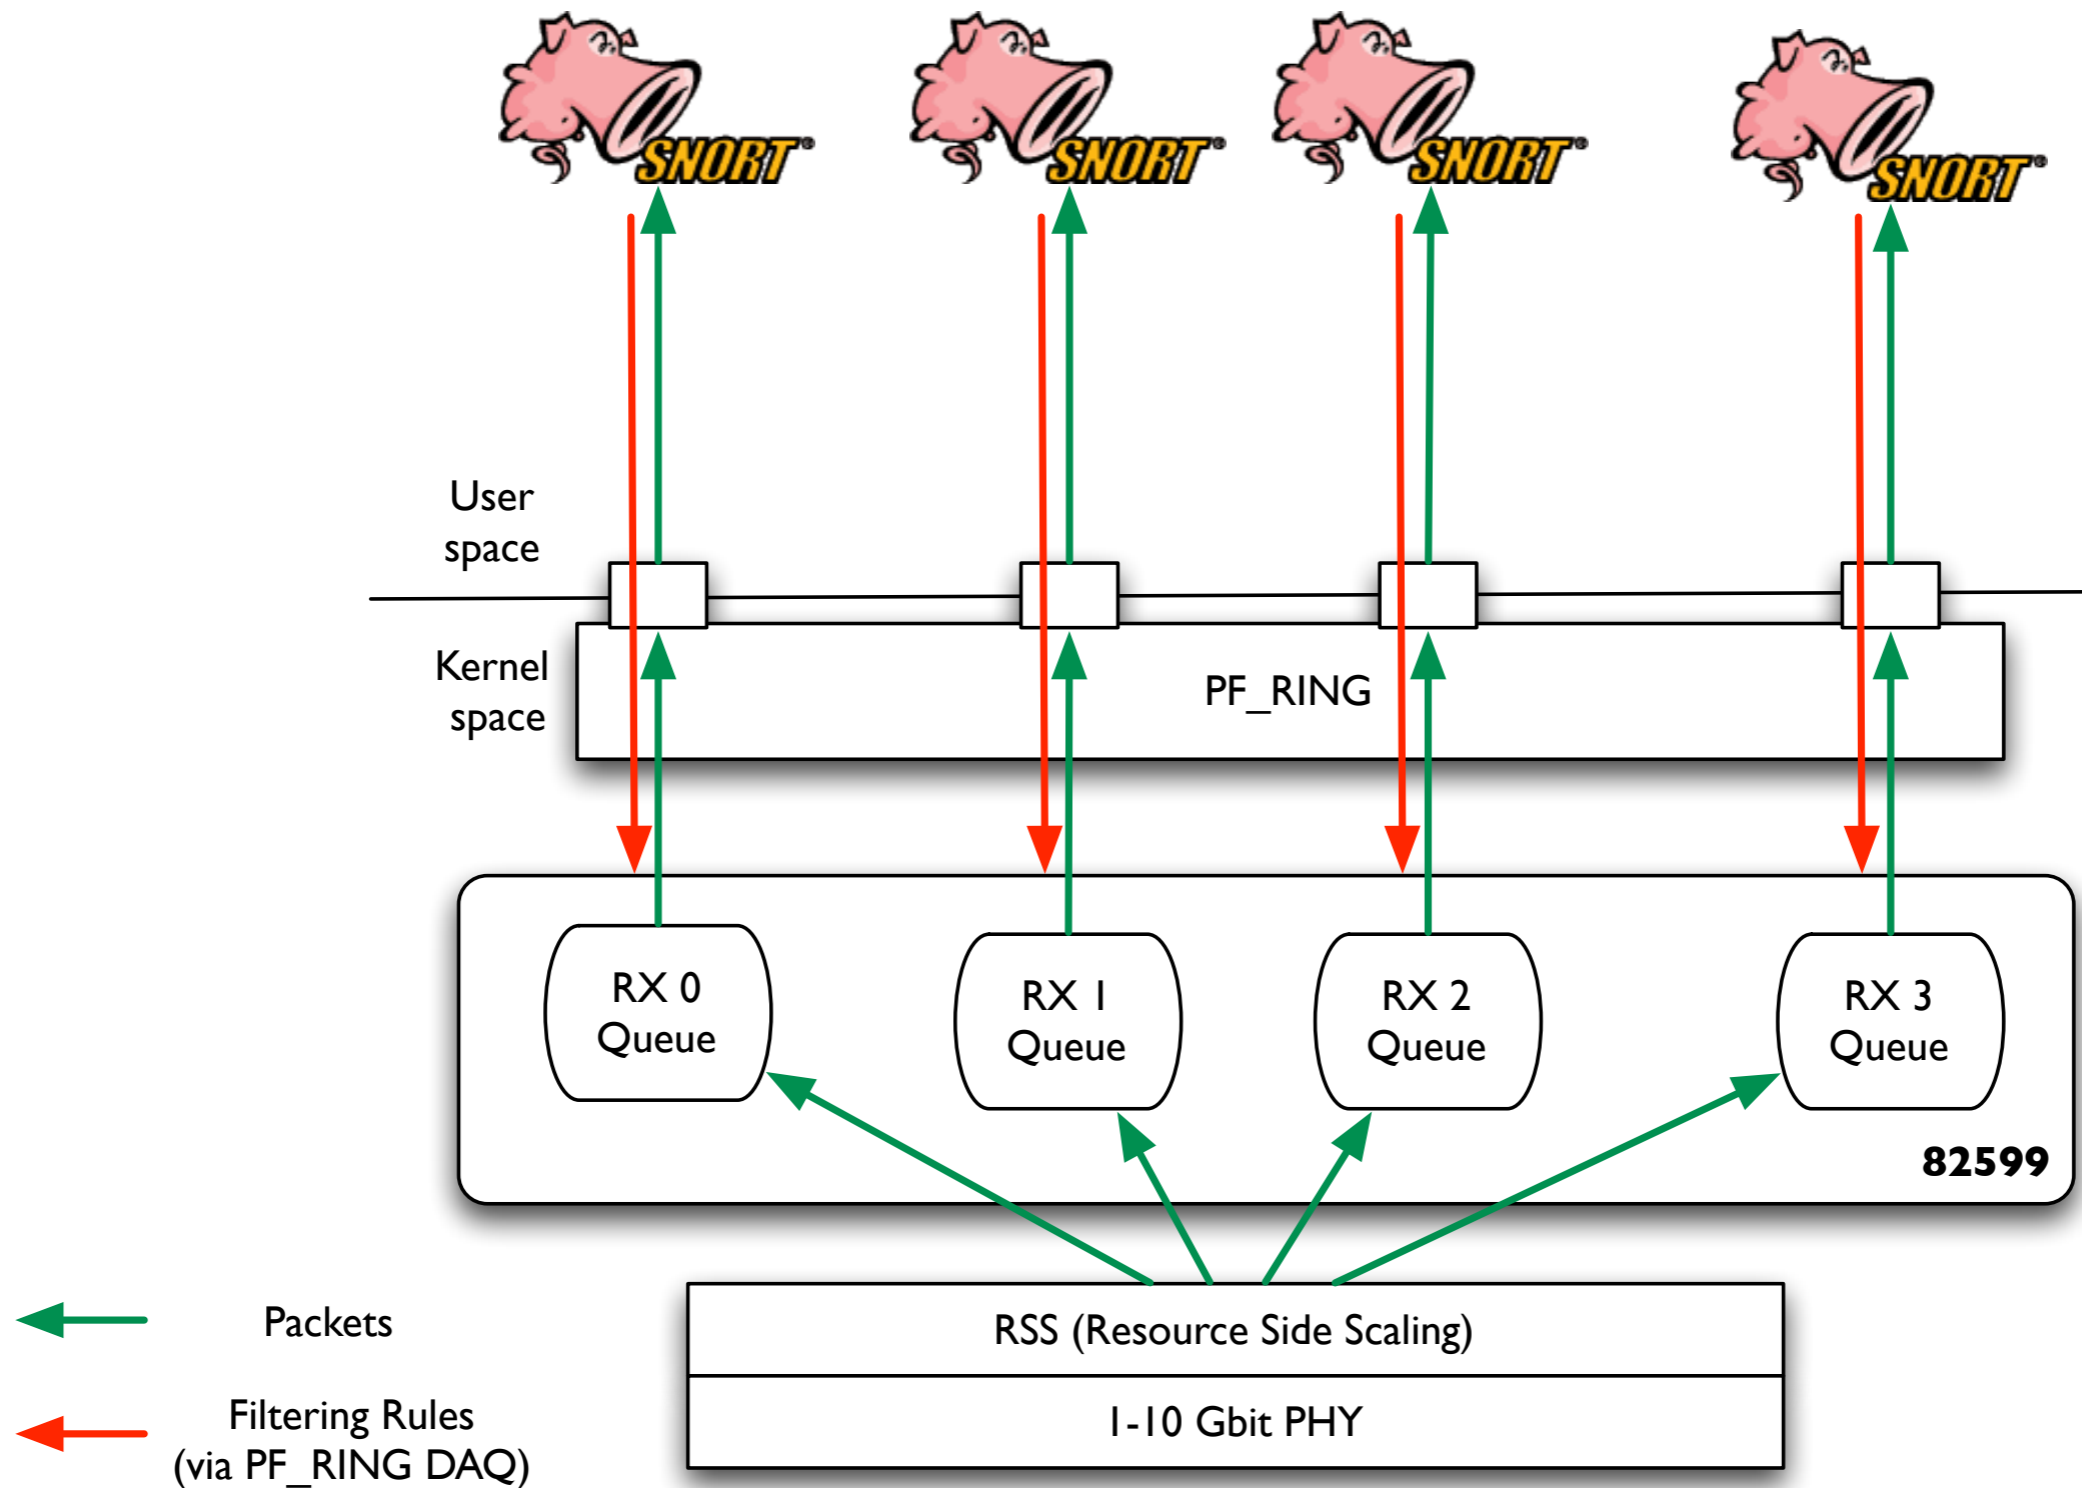 SNORT®
SNORT®
SNORT®
SNORT®
User
space
Kernel
space
PF_RING
RX 0
Queue
RX 1
Queue
RX 2
Queue
RX 3
Queue
82599
RSS (Resource Side Scaling)
1-10 Gbit PHY
Packets
Filtering Rules
(via PF_RING DAQ)